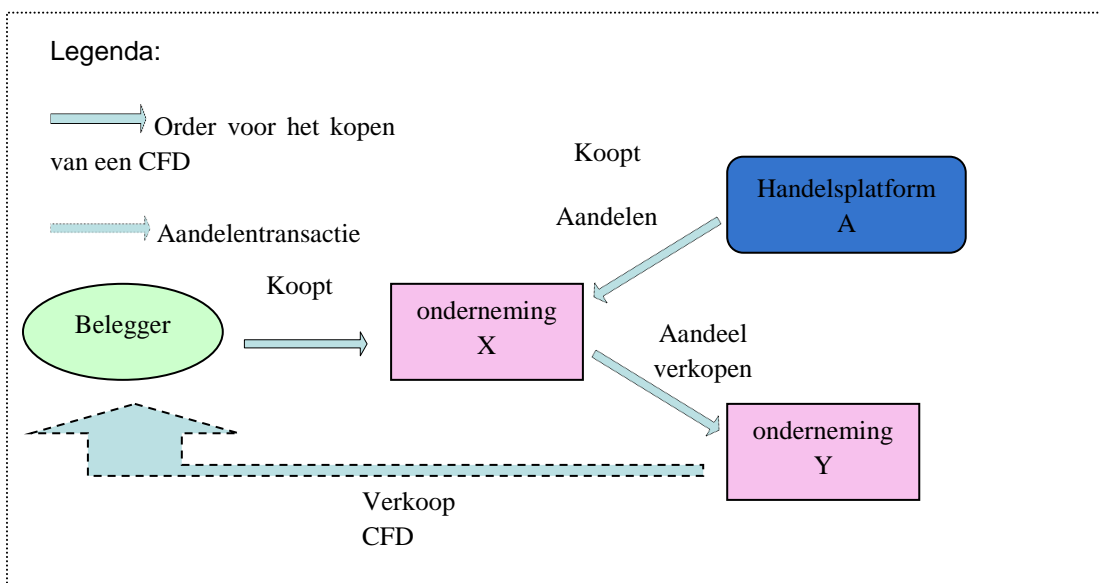 Legenda:
Order voor het kopen
van een CFD
Aandelentransactie
Koopt
Aandelen
Handelsplatform
A
Belegger
Koopt
onderneming
X
Aandeel
verkopen
onderneming
Y
Verkoop
CFD